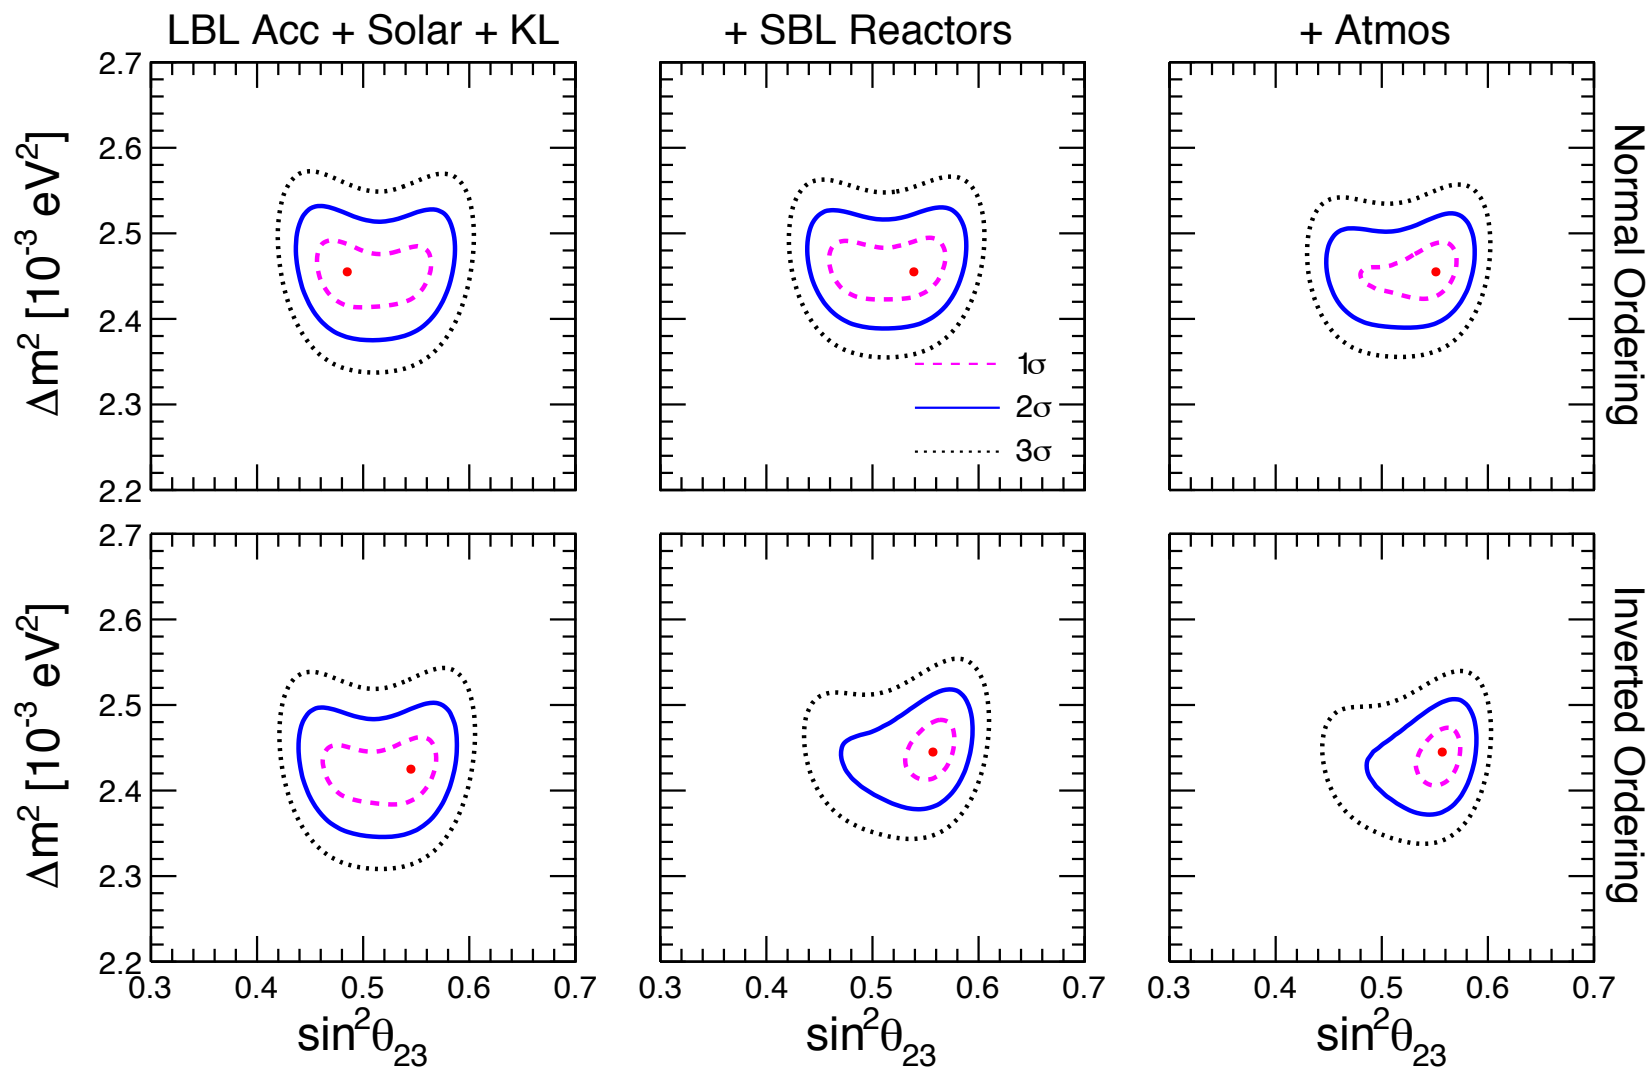 LBL Acc + Solar + KL
+ SBL Reactors
+ Atmos
2.7
2.6
2.5
2.4
2.3
2.2
Δm² [10⁻³ eV²]
1σ
2σ
3σ
Normal Ordering
2.7
2.6
2.5
2.4
2.3
2.2
Δm² [10⁻³ eV²]
Inverted Ordering
0.3 0.4 0.5 0.6 0.7
0.3 0.4 0.5 0.6 0.7
0.3 0.4 0.5 0.6 0.7
sin²θ₂₃
sin²θ₂₃
sin²θ₂₃